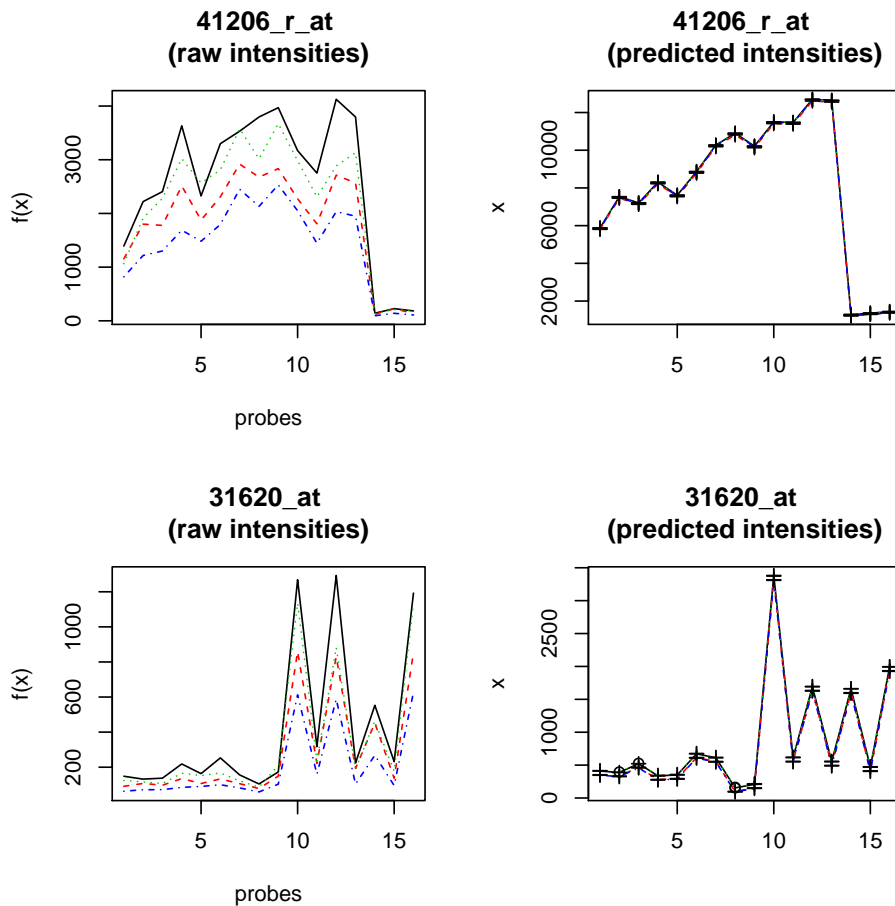 41206_r_at
(raw intensities)
f(x)
0
1000
3000
5
10
15
probes
41206_r_at
(predicted intensities)
x
2000
6000
10000
5
10
15
31620_at
(raw intensities)
f(x)
200
600
1000
5
10
15
probes
31620_at
(predicted intensities)
x
0
1000
2500
5
10
15